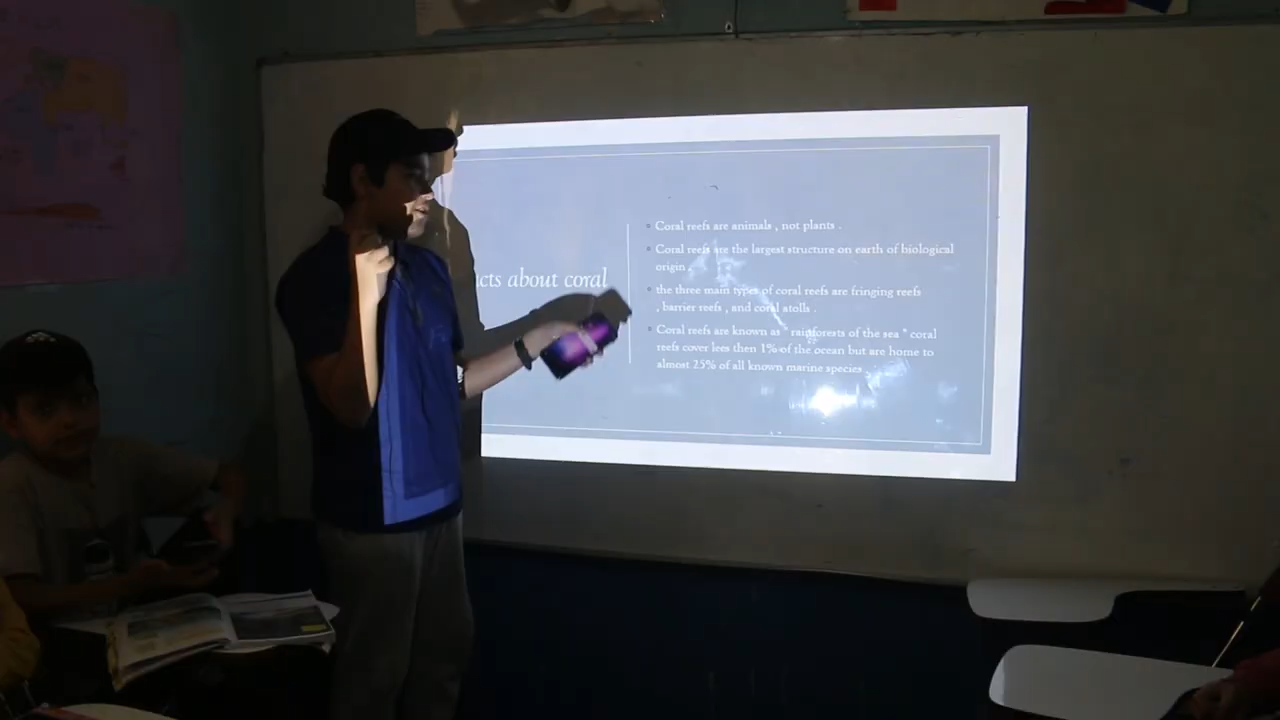 acts about coral
Coral reefs are animals , not plants .
Coral reefs are the largest structure on earth of biological
origin .
the three main types of coral reefs are fringing reefs
, barrier reefs , and coral atolls .
Coral reefs are known as " rainforests of the sea " coral
reefs cover lees then 1% of the ocean but are home to
almost 25% of all known marine species .